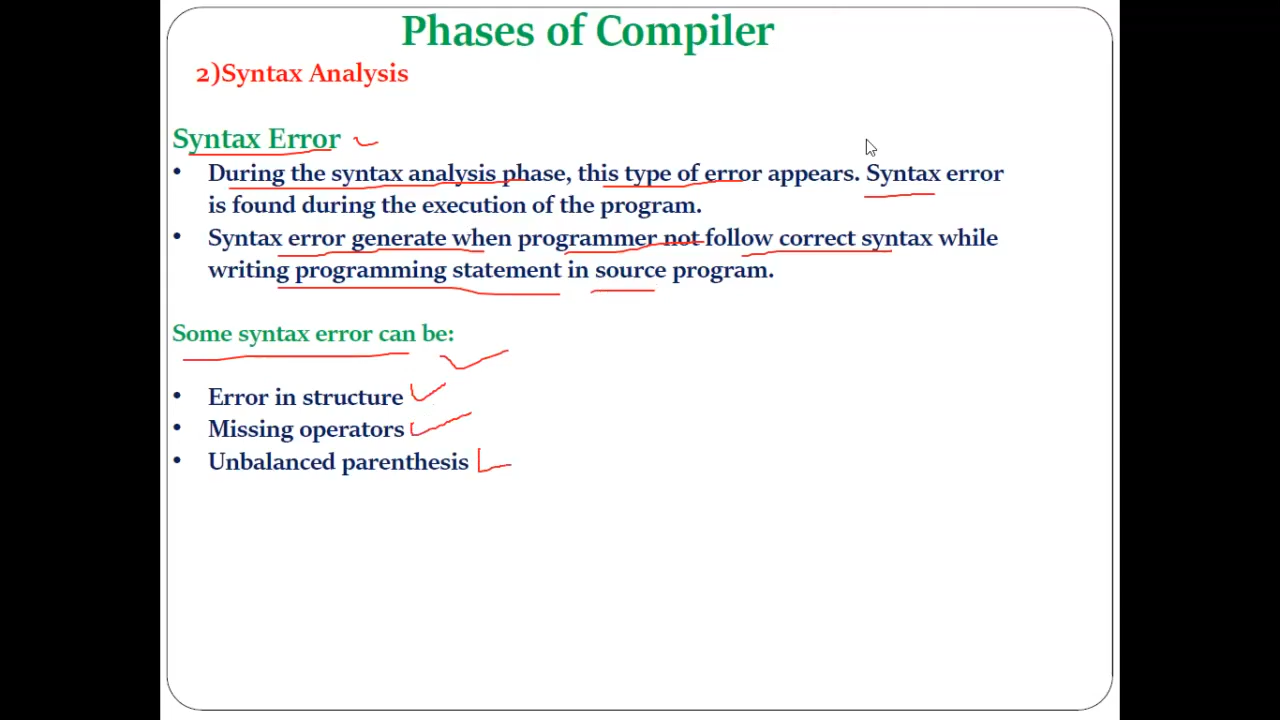 Phases of Compiler
2)Syntax Analysis
Syntax Error
• During the syntax analysis phase, this type of error appears. Syntax error
is found during the execution of the program.
• Syntax error generate when programmer not follow correct syntax while
writing programming statement in source program.
Some syntax error can be:
• Error in structure
• Missing operators
• Unbalanced parenthesis